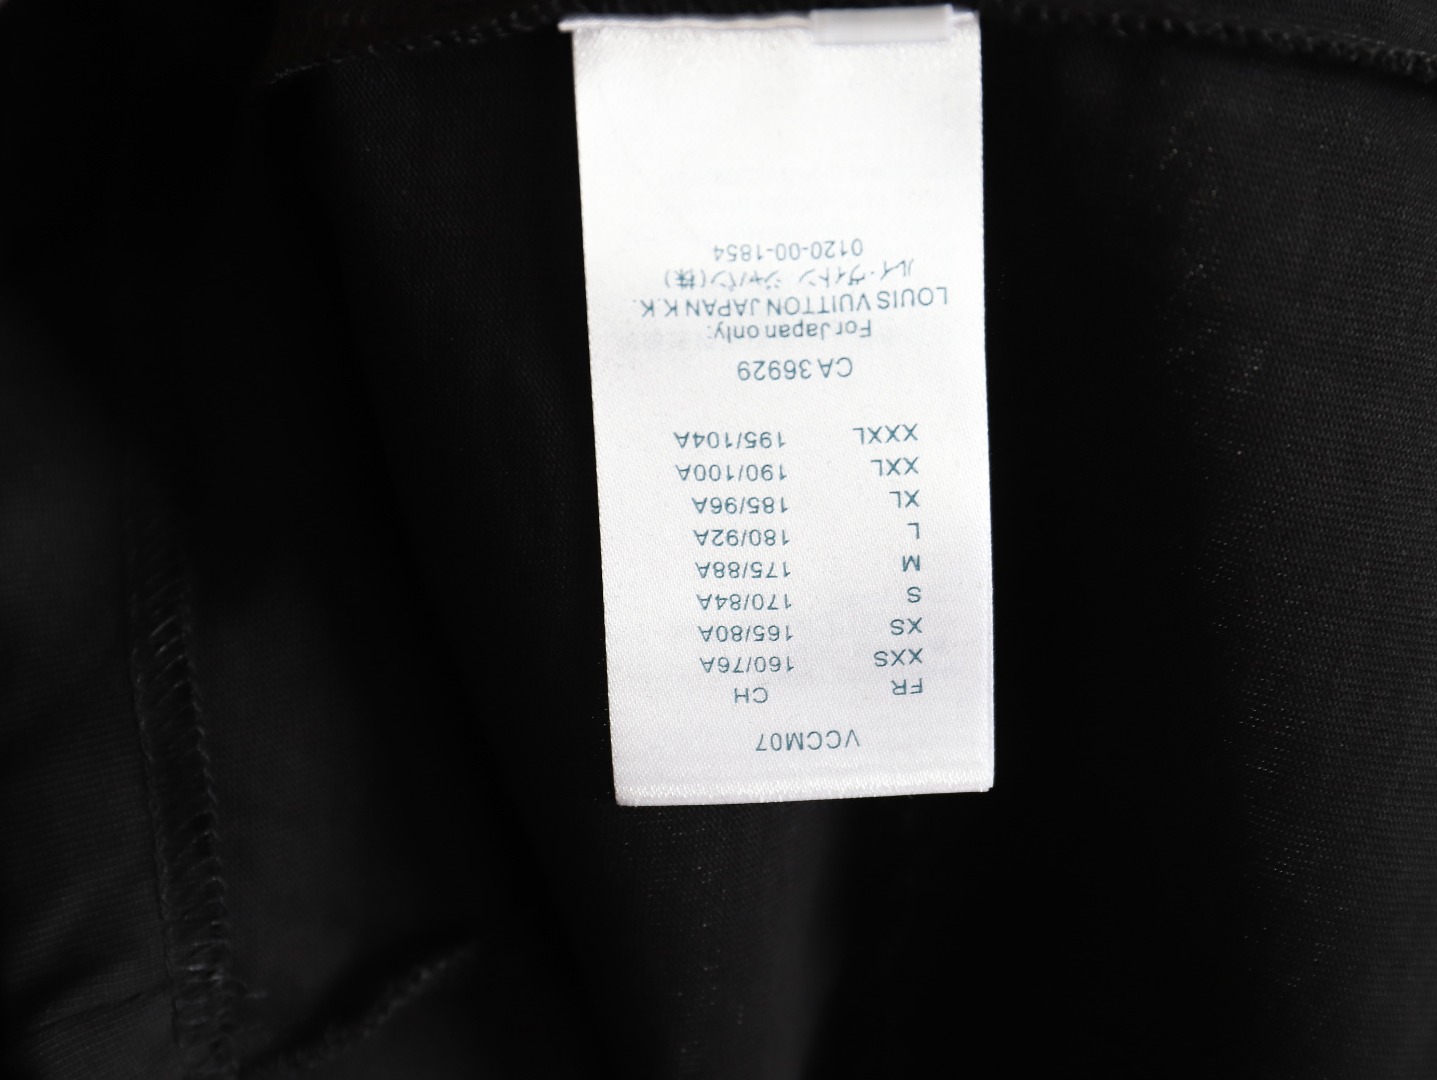 VCCM07
FR CH
XXS 160/76A
XS 165/80A
S 170/84A
M 175/88A
L 180/92A
XL 185/96A
XXL 190/100A
XXXL 195/104A
CA 36929
For Japan only:
LOUIS VUITTON JAPAN K.K.
ルイ・ヴィトン ジャパン(株)
0120-00-1854